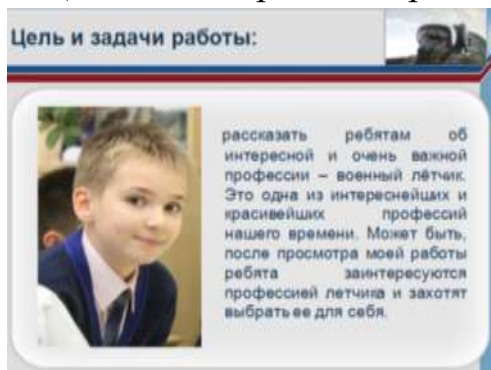 Цель и задачи работы:
рассказать ребятам об
интересной и очень важной
профессии – военный лётчик.
Это одна из интереснейших и
красивейших профессий
нашего времени. Может быть,
после просмотра моей работы
ребята заинтересуются
профессией летчика и захотят
выбрать ее для себя.